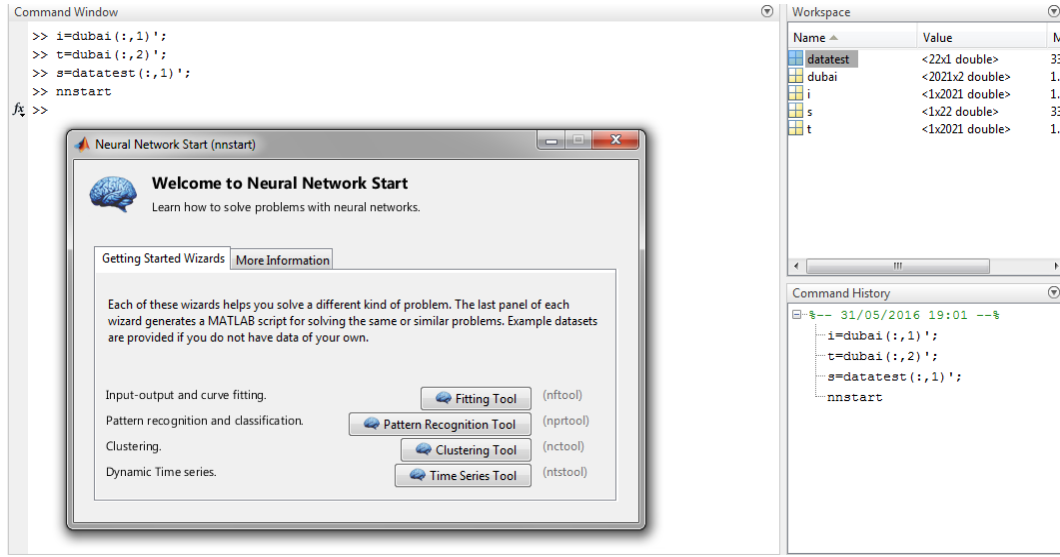 Command Window
>> i=dubai(:,1)';
>> t=dubai(:,2)';
>> s=datatest(:,1)';
>> nnstart
fx >>
Neural Network Start (nnstart)
Welcome to Neural Network Start
Learn how to solve problems with neural networks.
Getting Started Wizards More Information
Each of these wizards helps you solve a different kind of problem. The last panel of each
wizard generates a MATLAB script for solving the same or similar problems. Example datasets
are provided if you do not have data of your own.
Input-output and curve fitting. Fitting Tool (nftool)
Pattern recognition and classification. Pattern Recognition Tool (nprtool)
Clustering. Clustering Tool (nctool)
Dynamic Time series. Time Series Tool (ntstool)
Workspace
Name Value M
datatest <22x1 double> 33
dubai <2021x2 double> 1.
i <1x2021 double> 1.
s <1x22 double> 33
t <1x2021 double> 1.
Command History
%-- 31/05/2016 19:01 --%
i=dubai(:,1)';
t=dubai(:,2)';
s=datatest(:,1)';
nnstart